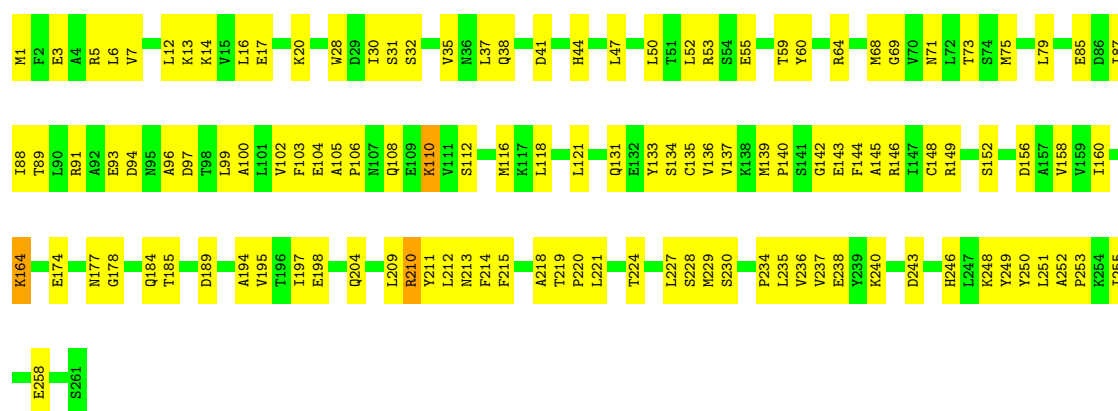 M1 F2 E3 A4 R5 L6 V7 L12 K13 K14 V15 L16 E17 K20 W28 D29 I30 S31 S32 V35 N36 L37 Q38 D41 H44 L47 L50 T51 L52 R53 S54 E55 T59 Y60 R64 M68 G69 V70 N71 L72 T73 S74 M75 L79 E85 D86
I88 T89 L90 R91 A92 E93 D94 N95 A96 D97 T98 L99 A100 L101 V102 F103 E104 A105 P106 N107 Q108 E109 K110 V111 S112 M116 K117 L118 L121 Q131 E132 Y133 S134 C135 V136 V137 K138 M139 P140 S141 G142 E143 F144 A145 R146 I147 C148 R149 S152 D156 A157 V158 V159 I160
K164 E174 N177 G178 Q184 T185 D189 A194 V195 T196 I197 E198 Q204 L209 R210 Y211 L212 N213 F214 F215 A218 T219 P220 L221 T224 L227 S228 M229 S230 P234 L235 V236 V237 E238 Y239 K240 D243 H246 L247 K248 Y249 Y250 L251 A252 P253 K254
E258 S261